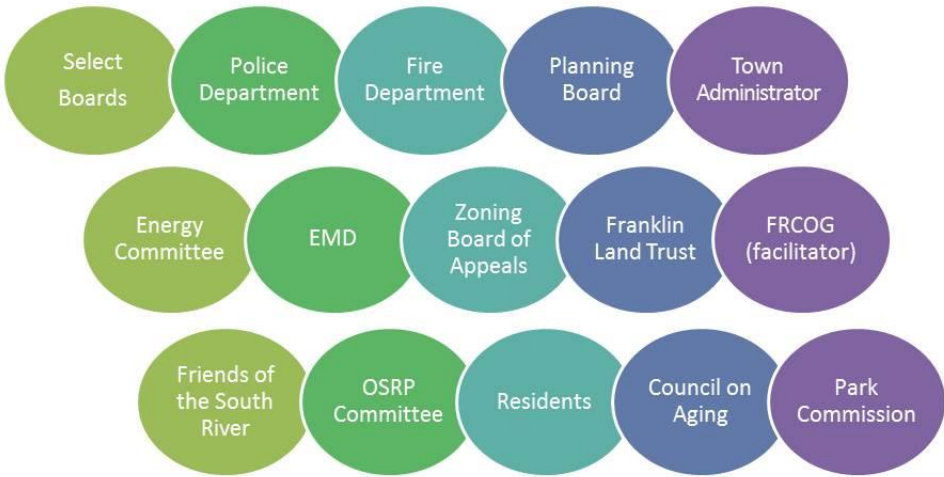 Select
Boards
Police
Department
Fire
Department
Planning
Board
Town
Administrator
Energy
Committee
EMD
Zoning
Board of
Appeals
Franklin
Land Trust
FRCOG
(facilitator)
Friends of
the South
River
OSRP
Committee
Residents
Council on
Aging
Park
Commission